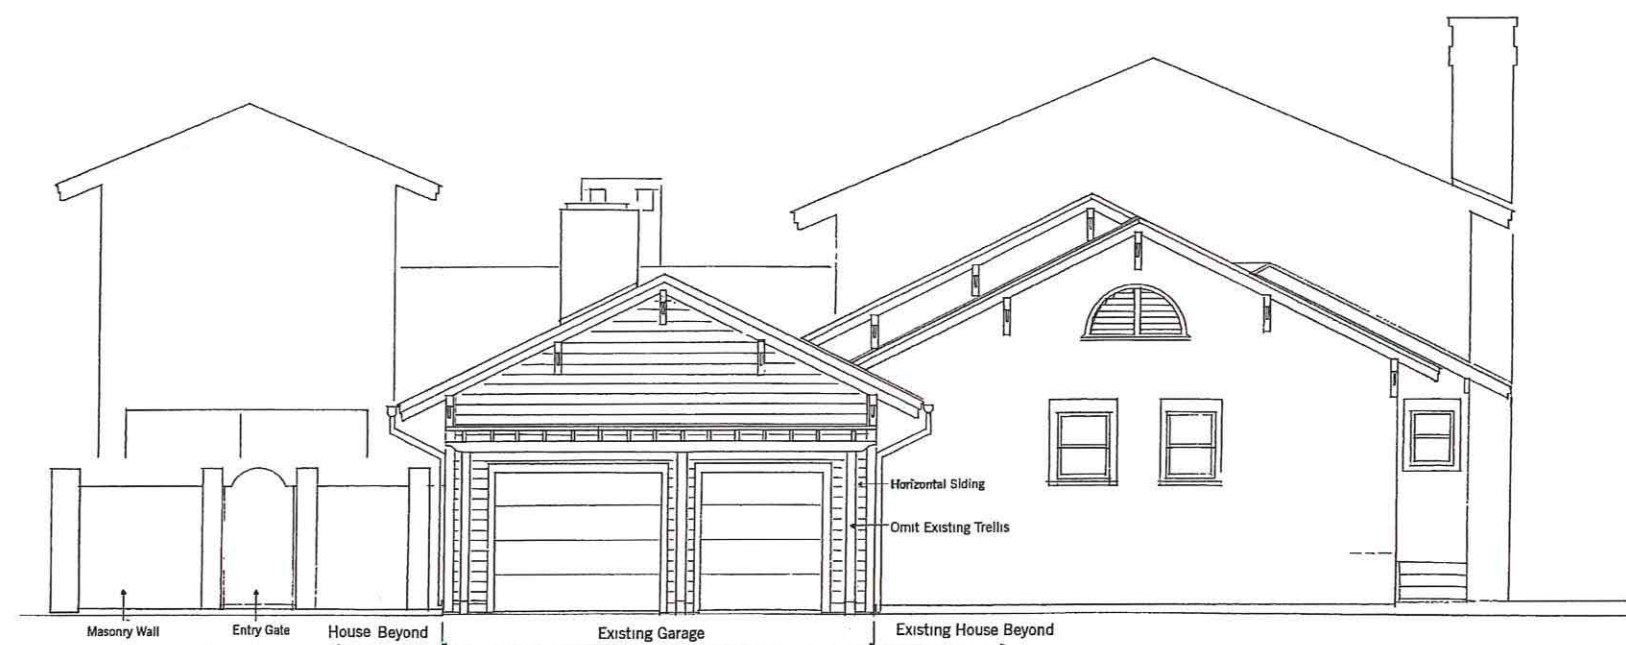 Horizontal Siding
Omit Existing Trellis
Masonry Wall
Entry Gate
House Beyond
Existing Garage
Existing House Beyond